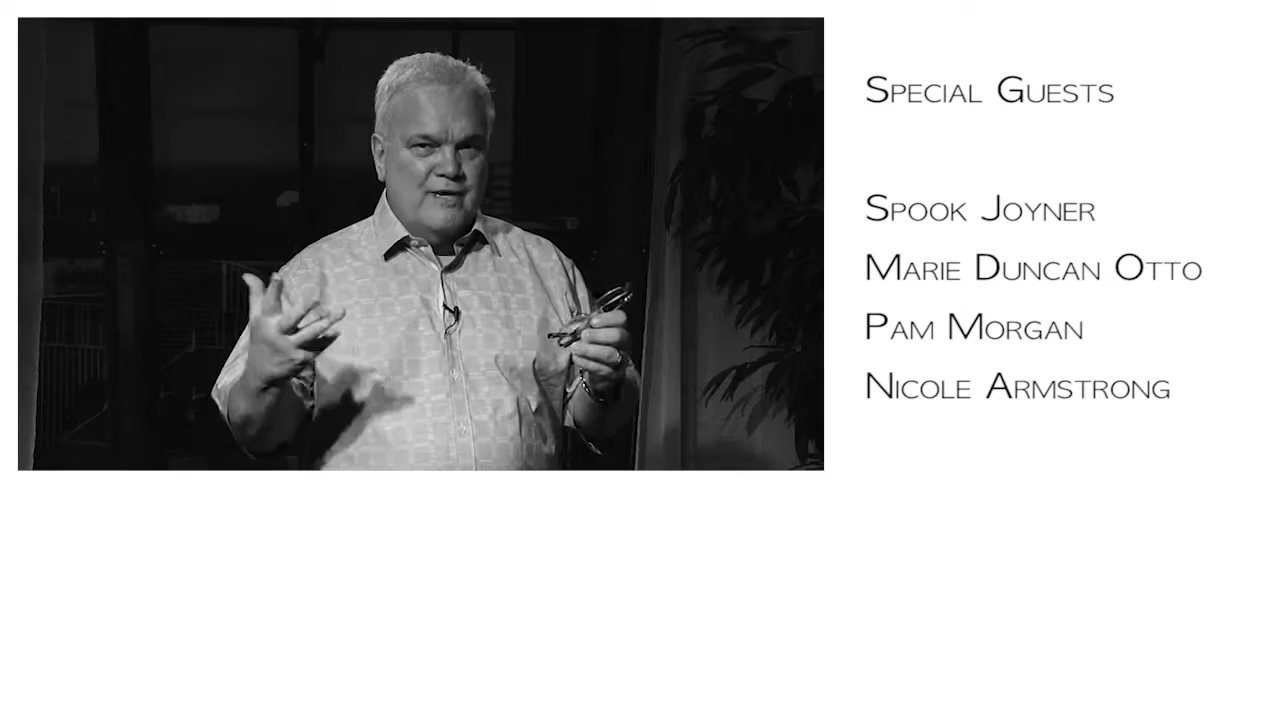 Special Guests
Spook Joyner
Marie Duncan Otto
Pam Morgan
Nicole Armstrong